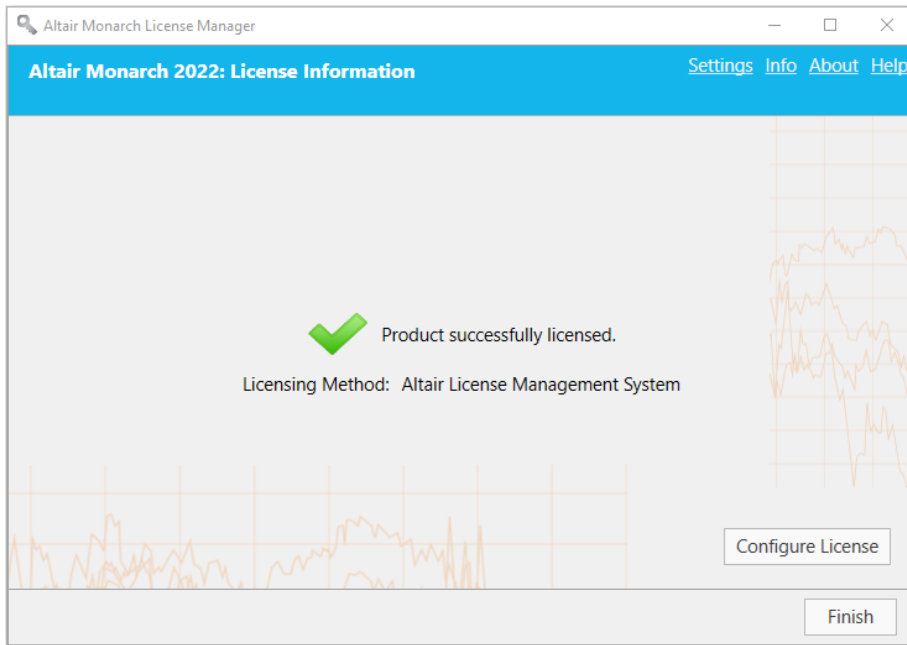 Altair Monarch License Manager
Altair Monarch 2022: License Information
Settings Info About Help
Product successfully licensed.
Licensing Method: Altair License Management System
Configure License
Finish